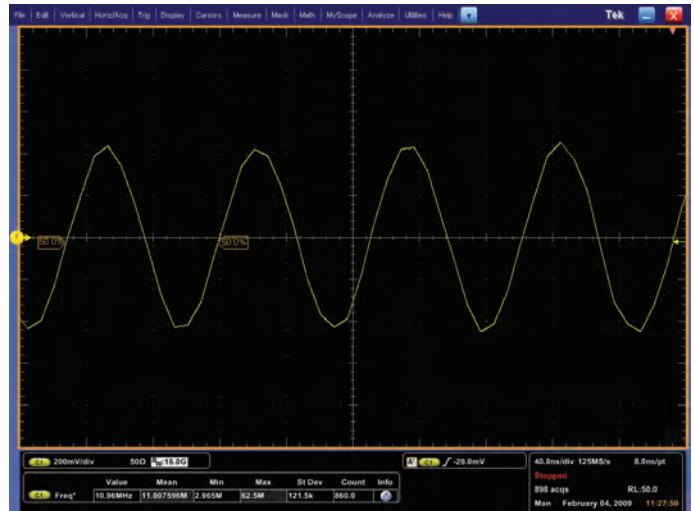 File Edit Vertical Horiz/Acq Trig Display Cursors Measure Mask Math MyScope Analyze Utilities Help Tek
50.0% 50.0%
C1 200mV/div 50Ω BW:16.0G
A' C1 -20.0mV
40.0ns/div 125MS/s 8.0ns/pt
Stopped
898 acqs RL:50.0
Man February 04, 2009 11:27:50
Value Mean Min Max St Dev Count Info
C1 Freq* 10.96MHz 11.007596M 2.965M 62.5M 121.5k 860.0